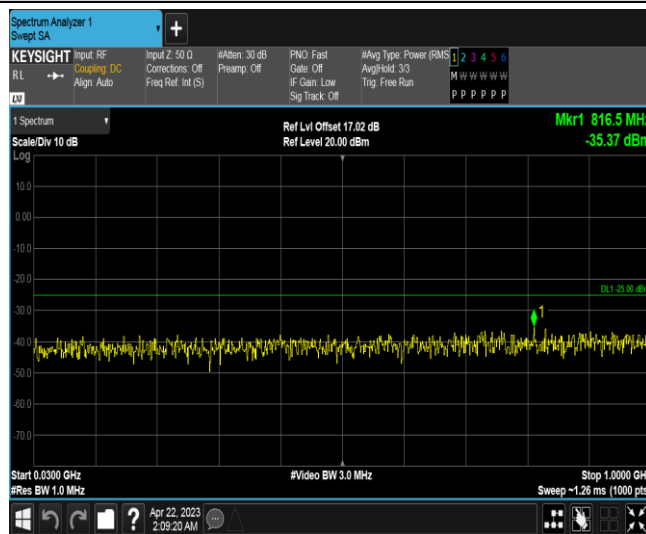 Spectrum Analyzer 1
Swept SA
+
KEYSIGHT
RL
LXI
Input: RF
Coupling: DC
Align: Auto
Input Z: 50 Ω
Corrections: Off
Freq Ref: Int (S)
#Atten: 30 dB
Preamp: Off
PNO: Fast
Gate: Off
IF Gain: Low
Sig Track: Off
#Avg Type: Power (RMS
Avg|Hold: 3/3
Trig: Free Run
1 2 3 4 5 6
M W W W W W
P P P P P P
1 Spectrum
Scale/Div 10 dB
Log
Ref Lvl Offset 17.02 dB
Ref Level 20.00 dBm
Mkr1 816.5 MHz
-35.37 dBm
10.0
0.00
-10.0
-20.0
DL1 -25.00 dBm
-30.0
1
-40.0
-50.0
-60.0
-70.0
Start 0.0300 GHz
#Video BW 3.0 MHz
Stop 1.0000 GH
#Res BW 1.0 MHz
Sweep ~1.26 ms (1000 pts
?
Apr 22, 2023
2:09:20 AM